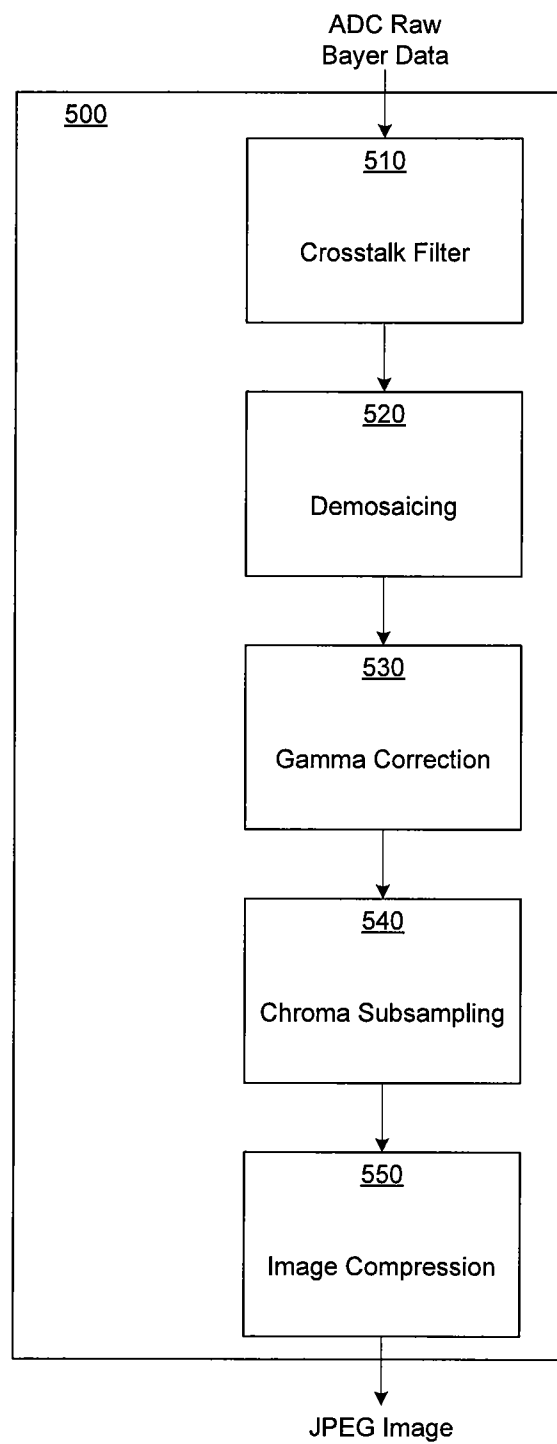 ADC Raw
Bayer Data
500
510
Crosstalk Filter
520
Demosaicing
530
Gamma Correction
540
Chroma Subsampling
550
Image Compression
JPEG Image